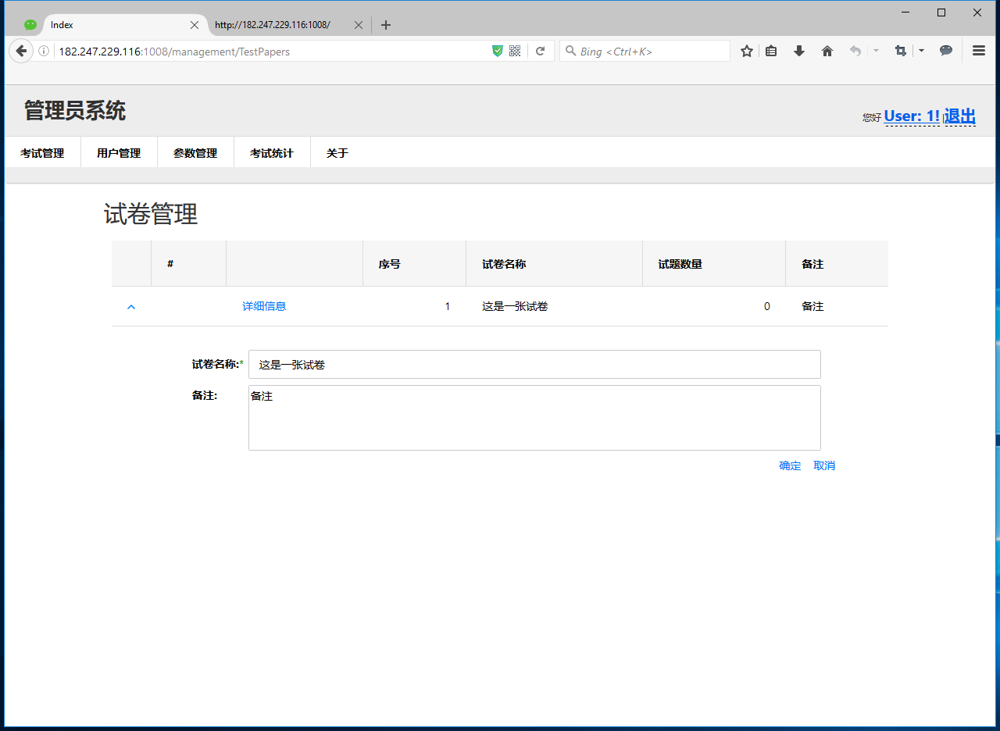 Index
http://182.247.229.116:1008/
182.247.229.116:1008/management/TestPapers
Bing <Ctrl+K>
管理员系统
您好 User: 1! 退出
考试管理 用户管理 参数管理 考试统计 关于
试卷管理
# 序号 试卷名称 试题数量 备注
详细信息 1 这是一张试卷 0 备注
试卷名称:* 这是一张试卷
备注: 备注
确定 取消